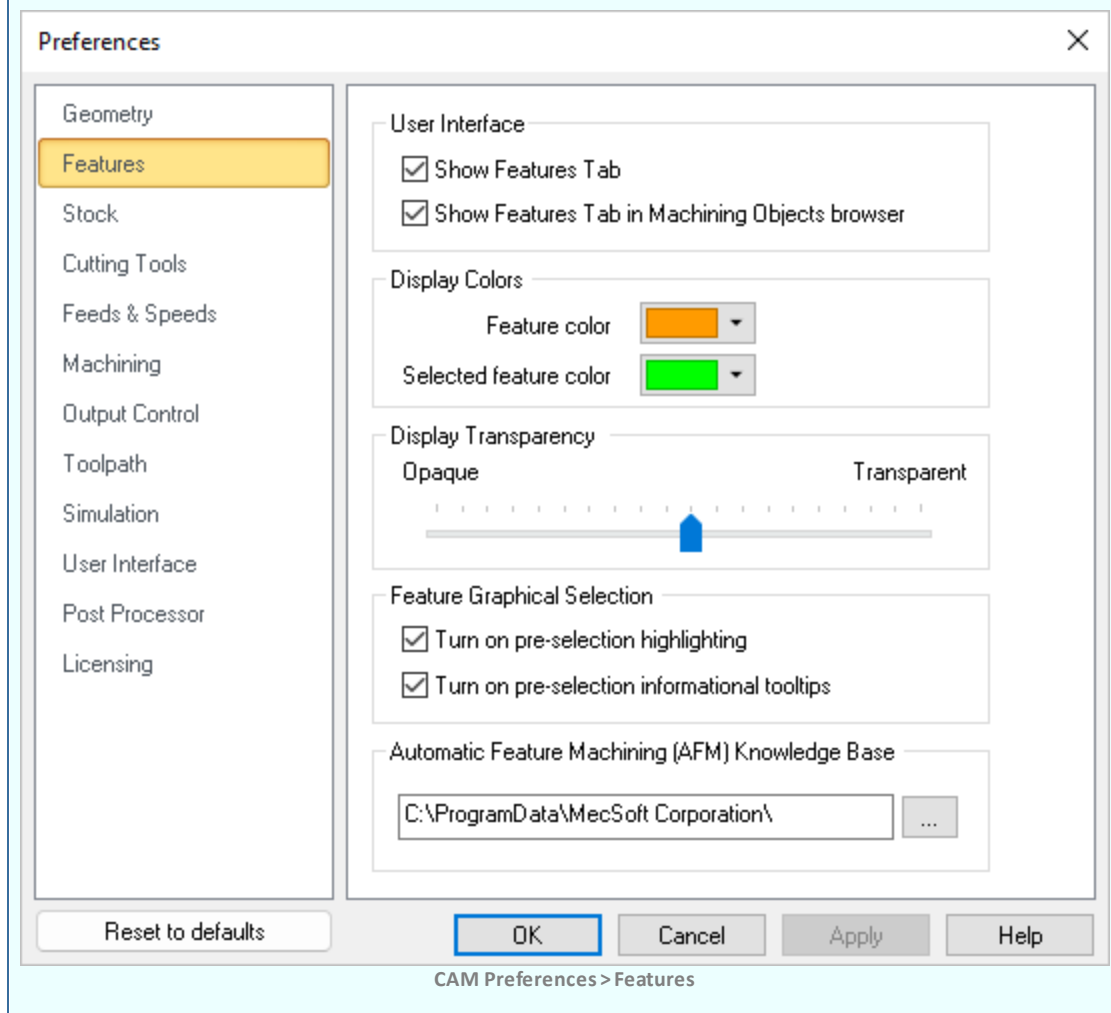 Preferences
Geometry
Features
Stock
Cutting Tools
Feeds & Speeds
Machining
Output Control
Toolpath
Simulation
User Interface
Post Processor
Licensing
User Interface
Show Features Tab
Show Features Tab in Machining Objects browser
Display Colors
Feature color
Selected feature color
Display Transparency
Opaque Transparent
Feature Graphical Selection
Turn on pre-selection highlighting
Turn on pre-selection informational tooltips
Automatic Feature Machining (AFM) Knowledge Base
C:\ProgramData\MecSoft Corporation\
...
Reset to defaults OK Cancel Apply Help
CAM Preferences > Features